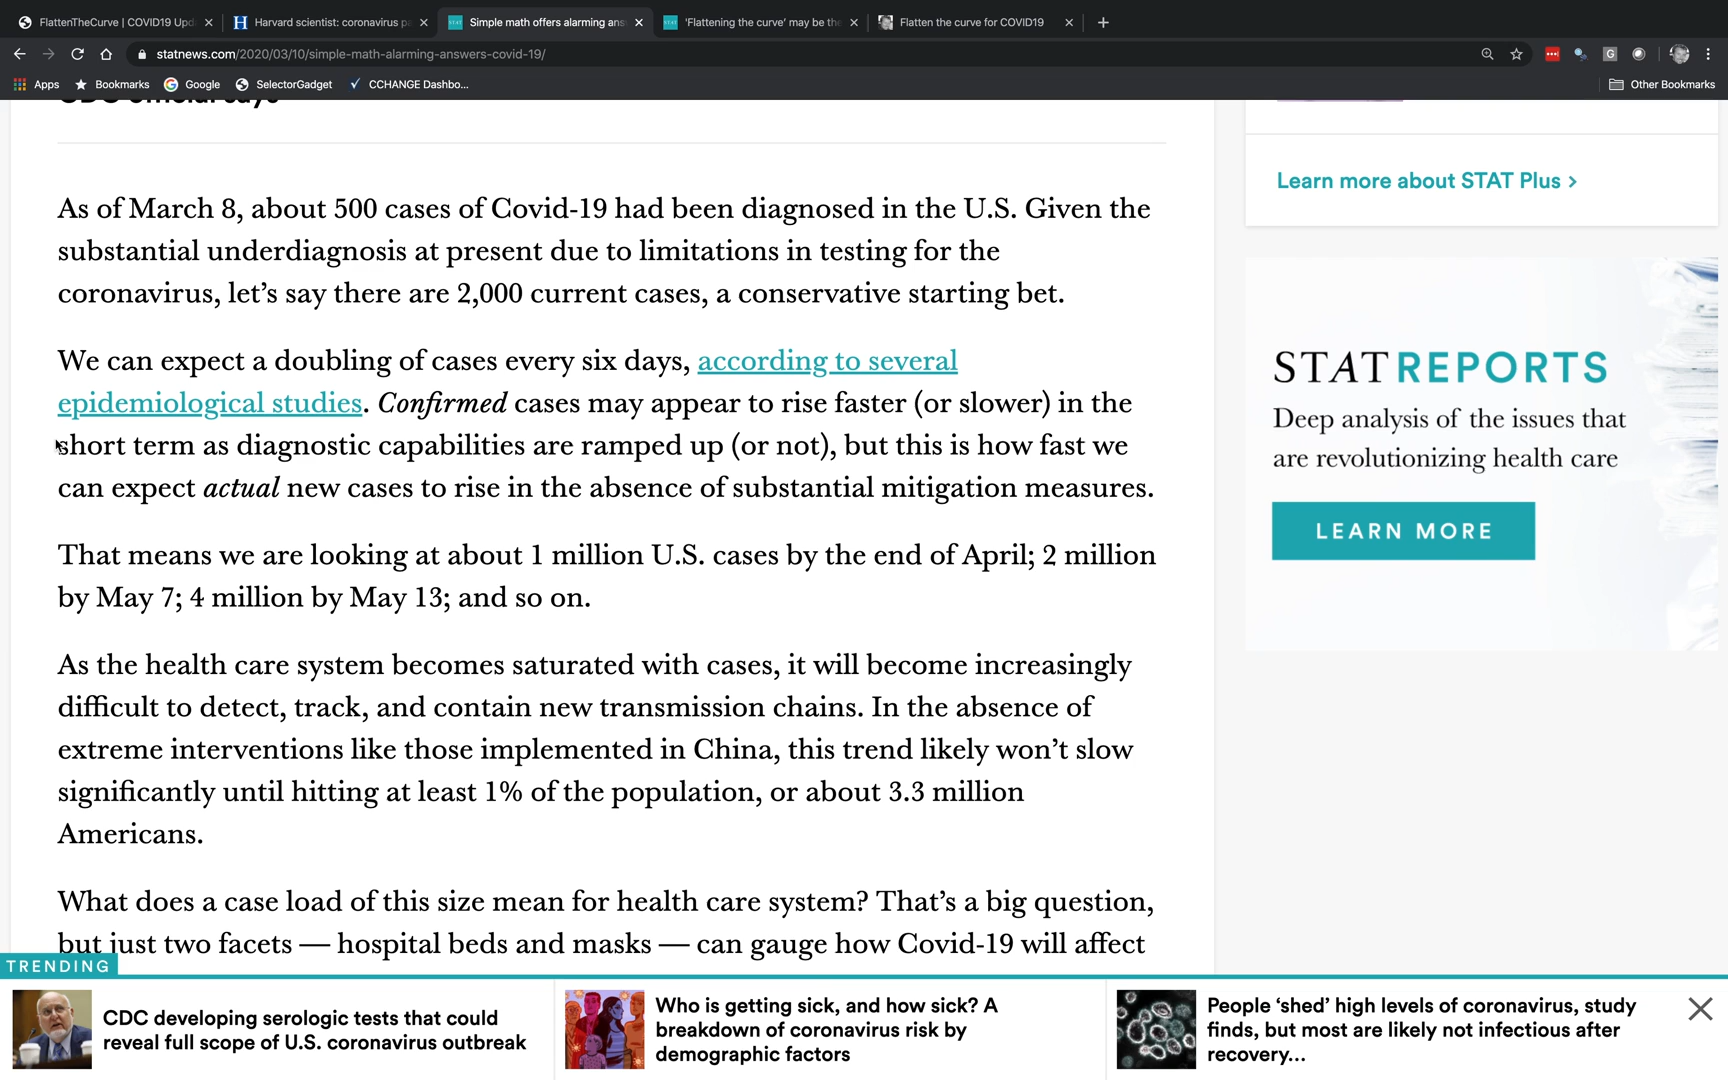 FlattenTheCurve | COVID19 Upd
Harvard scientist: coronavirus pa
Simple math offers alarming ans
'Flattening the curve' may be the
Flatten the curve for COVID19
statnews.com/2020/03/10/simple-math-alarming-answers-covid-19/
Apps
Bookmarks
Google
SelectorGadget
CCHANGE Dashbo...
Other Bookmarks
CDC official says
As of March 8, about 500 cases of Covid-19 had been diagnosed in the U.S. Given the
substantial underdiagnosis at present due to limitations in testing for the
coronavirus, let’s say there are 2,000 current cases, a conservative starting bet.
We can expect a doubling of cases every six days, according to several
epidemiological studies. Confirmed cases may appear to rise faster (or slower) in the
short term as diagnostic capabilities are ramped up (or not), but this is how fast we
can expect actual new cases to rise in the absence of substantial mitigation measures.
That means we are looking at about 1 million U.S. cases by the end of April; 2 million
by May 7; 4 million by May 13; and so on.
As the health care system becomes saturated with cases, it will become increasingly
difficult to detect, track, and contain new transmission chains. In the absence of
extreme interventions like those implemented in China, this trend likely won’t slow
significantly until hitting at least 1% of the population, or about 3.3 million
Americans.
What does a case load of this size mean for health care system? That’s a big question,
but just two facets — hospital beds and masks — can gauge how Covid-19 will affect
Learn more about STAT Plus >
STATREPORTS
Deep analysis of the issues that
are revolutionizing health care
LEARN MORE
TRENDING
CDC developing serologic tests that could
reveal full scope of U.S. coronavirus outbreak
Who is getting sick, and how sick? A
breakdown of coronavirus risk by
demographic factors
People ‘shed’ high levels of coronavirus, study
finds, but most are likely not infectious after
recovery...